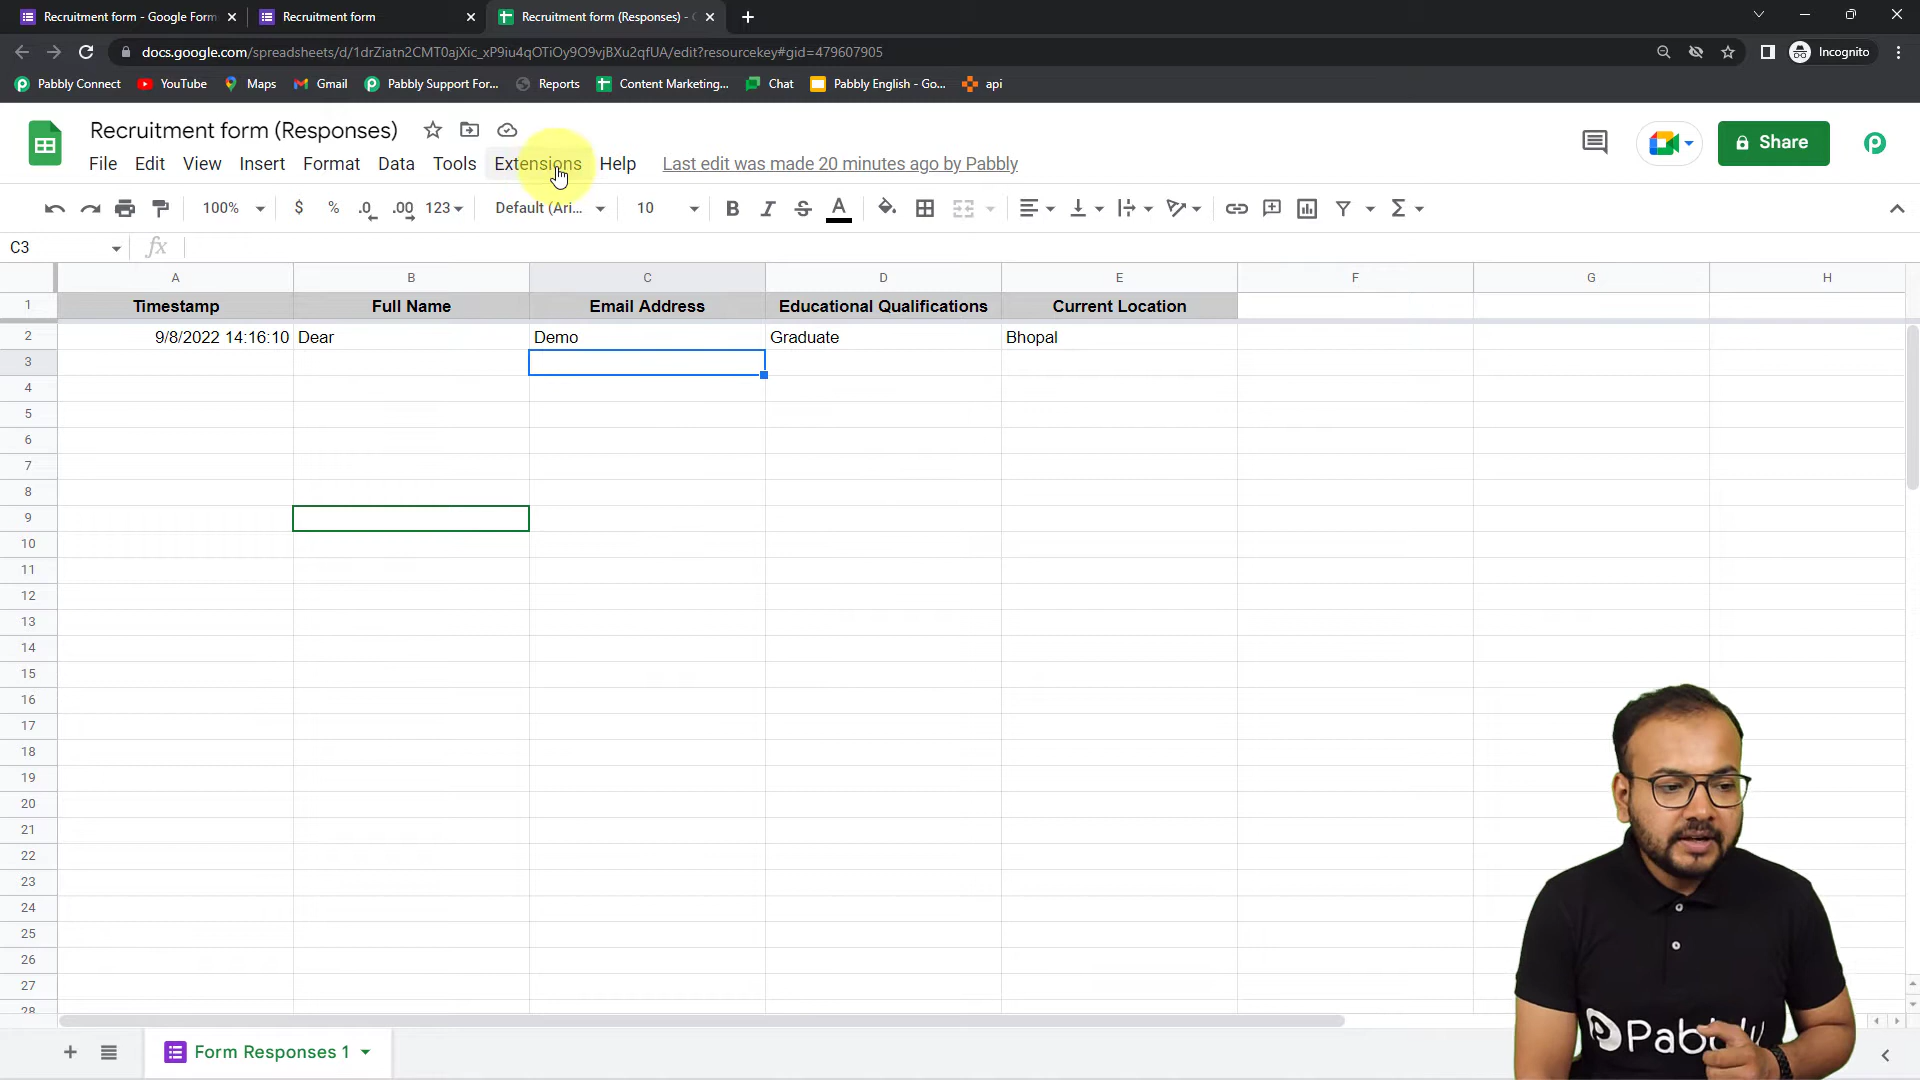 Recruitment form - Google Form
Recruitment form
Recruitment form (Responses) -
docs.google.com/spreadsheets/d/1drZiatn2CMT0ajXic_xP9iu4qOTiOy9O9vjBXu2qfUA/edit?resourcekey#gid=479607905
Incognito
Pabbly Connect
YouTube
Maps
Gmail
Pabbly Support For...
Reports
Content Marketing...
Chat
Pabbly English - Go...
api
Recruitment form (Responses)
File Edit View Insert Format Data Tools Extensions Help Last edit was made 20 minutes ago by Pabbly
Share
100% $ % .0 .00 123 Default (Ari... 10 B I S A
C3 fx
A B C D E F G H
1 Timestamp Full Name Email Address Educational Qualifications Current Location
2 9/8/2022 14:16:10 Dear Demo Graduate Bhopal
3
4
5
6
7
8
9
10
11
12
13
14
15
16
17
18
19
20
21
22
23
24
25
26
27
28
Form Responses 1